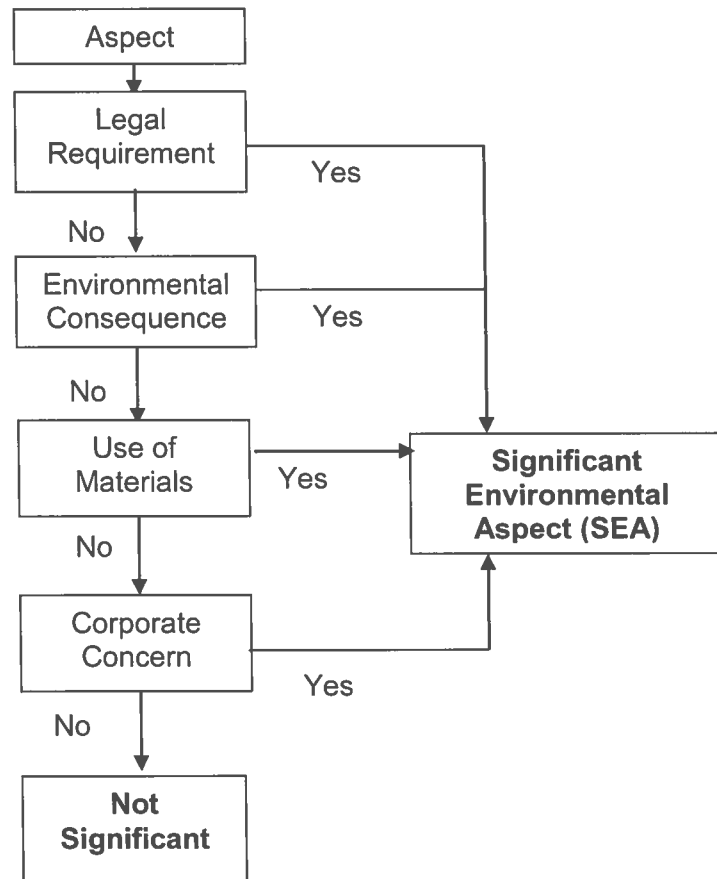 Aspect
Legal
Requirement
Yes
No
Environmental
Consequence
Yes
No
Use of
Materials
Yes
Significant
Environmental
Aspect (SEA)
No
Corporate
Concern
Yes
No
Not
Significant